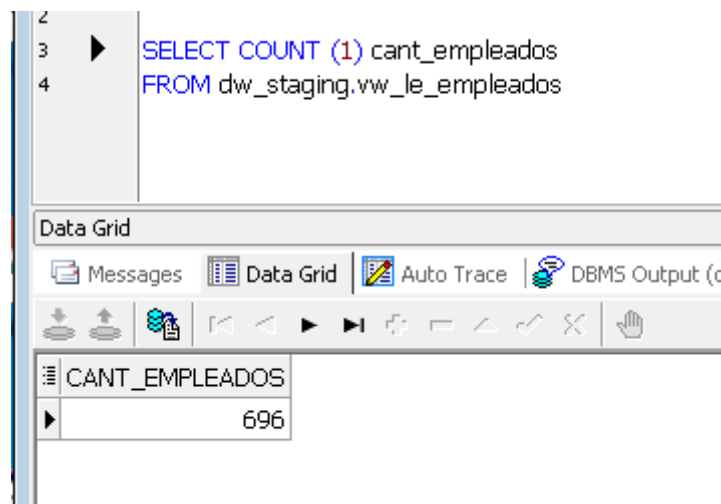 2
3 SELECT COUNT (1) cant_empleados
4 FROM dw_staging.vw_le_empleados
Data Grid
Messages Data Grid Auto Trace DBMS Output (c
CANT_EMPLEADOS
696